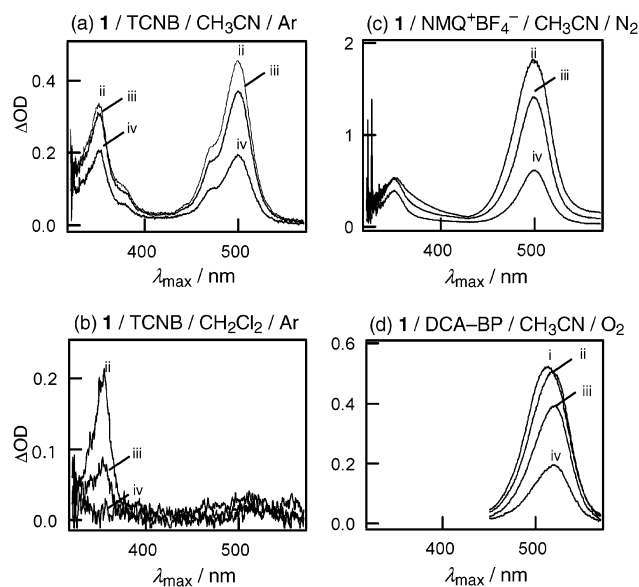 (a) 1 / TCNB / CH₃CN / Ar
ii
iii
ii
iii
iv
iv
0.4
0.2
0.0
ΔOD
400
500
λmax / nm
(c) 1 / NMQ⁺BF₄⁻ / CH₃CN / N₂
2
1
0
ii
iii
iv
400
500
λmax / nm
(b) 1 / TCNB / CH₂Cl₂ / Ar
ii
iii
iv
0.2
0.1
0.0
ΔOD
400
500
λmax / nm
(d) 1 / DCA–BP / CH₃CN / O₂
0.6
0.4
0.2
0.0
i
ii
iii
iv
400
500
λmax / nm